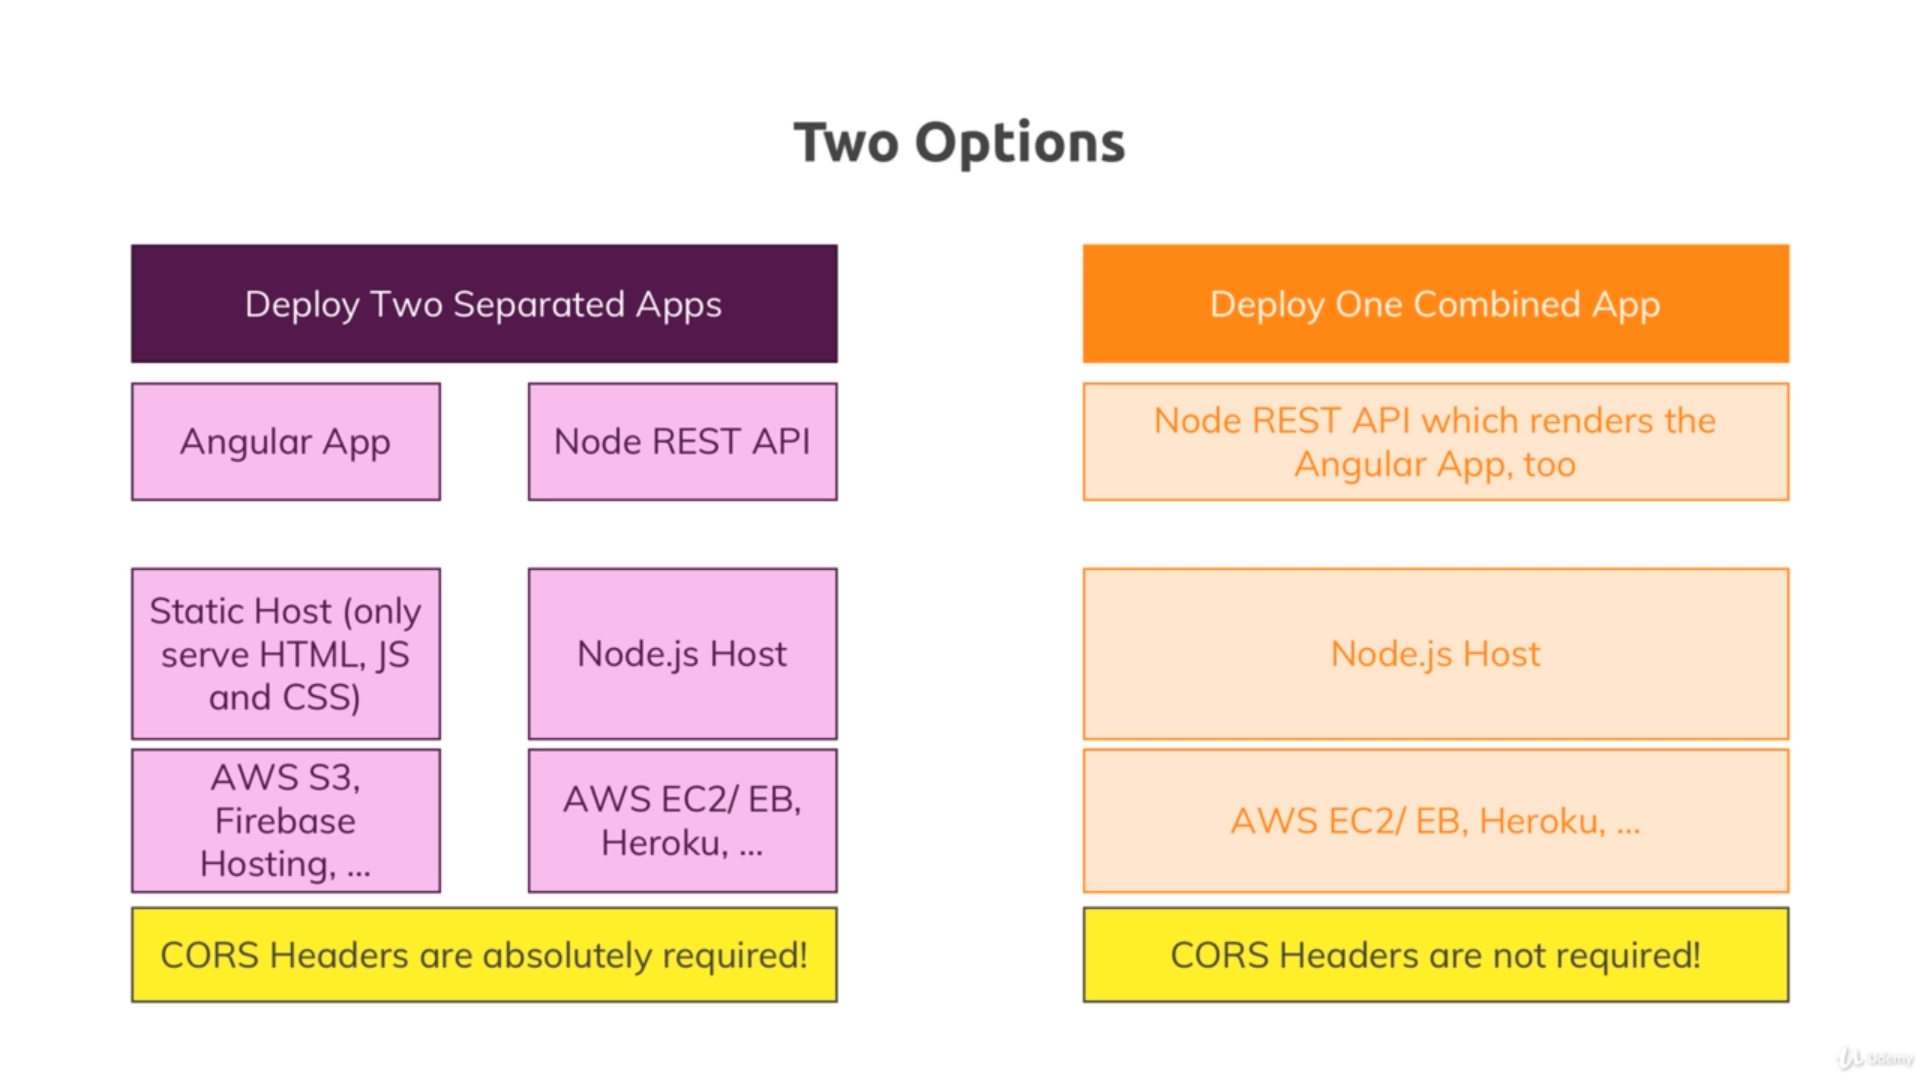 Two Options
Deploy Two Separated Apps
Angular App
Node REST API
Static Host (only
serve HTML, JS
and CSS)
Node.js Host
AWS S3,
Firebase
Hosting, ...
AWS EC2/ EB,
Heroku, ...
CORS Headers are absolutely required!
Deploy One Combined App
Node REST API which renders the
Angular App, too
Node.js Host
AWS EC2/ EB, Heroku, ...
CORS Headers are not required!
Udemy